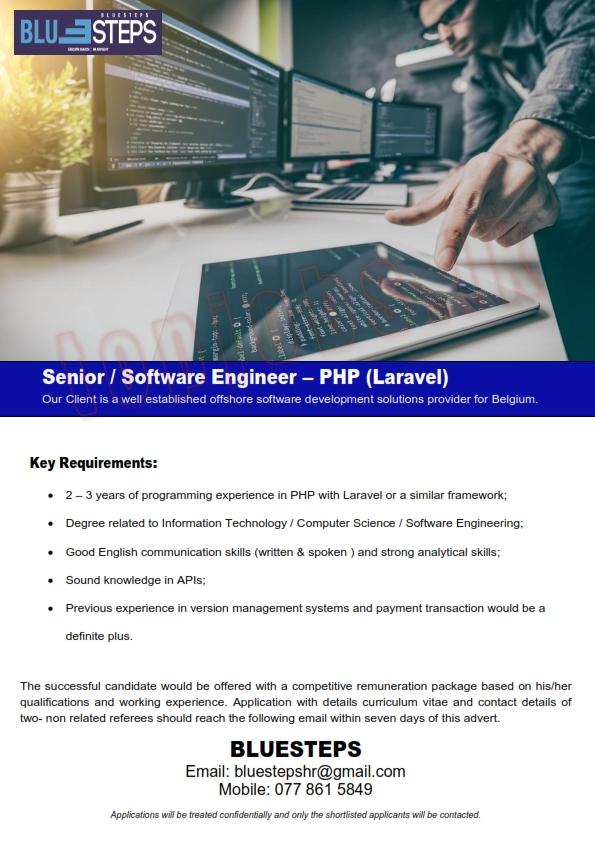 BLUESTEPS
BLUESTEPS
Senior / Software Engineer – PHP (Laravel)
Our Client is a well established offshore software development solutions provider for Belgium.
Key Requirements:
• 2 – 3 years of programming experience in PHP with Laravel or a similar framework;
• Degree related to Information Technology / Computer Science / Software Engineering;
• Good English communication skills (written & spoken ) and strong analytical skills;
• Sound knowledge in APIs;
• Previous experience in version management systems and payment transaction would be a
definite plus.
The successful candidate would be offered with a competitive remuneration package based on his/her
qualifications and working experience. Application with details curriculum vitae and contact details of
two- non related referees should reach the following email within seven days of this advert.
BLUESTEPS
Email: bluestepshr@gmail.com
Mobile: 077 861 5849
Applications will be treated confidentially and only the shortlisted applicants will be contacted.